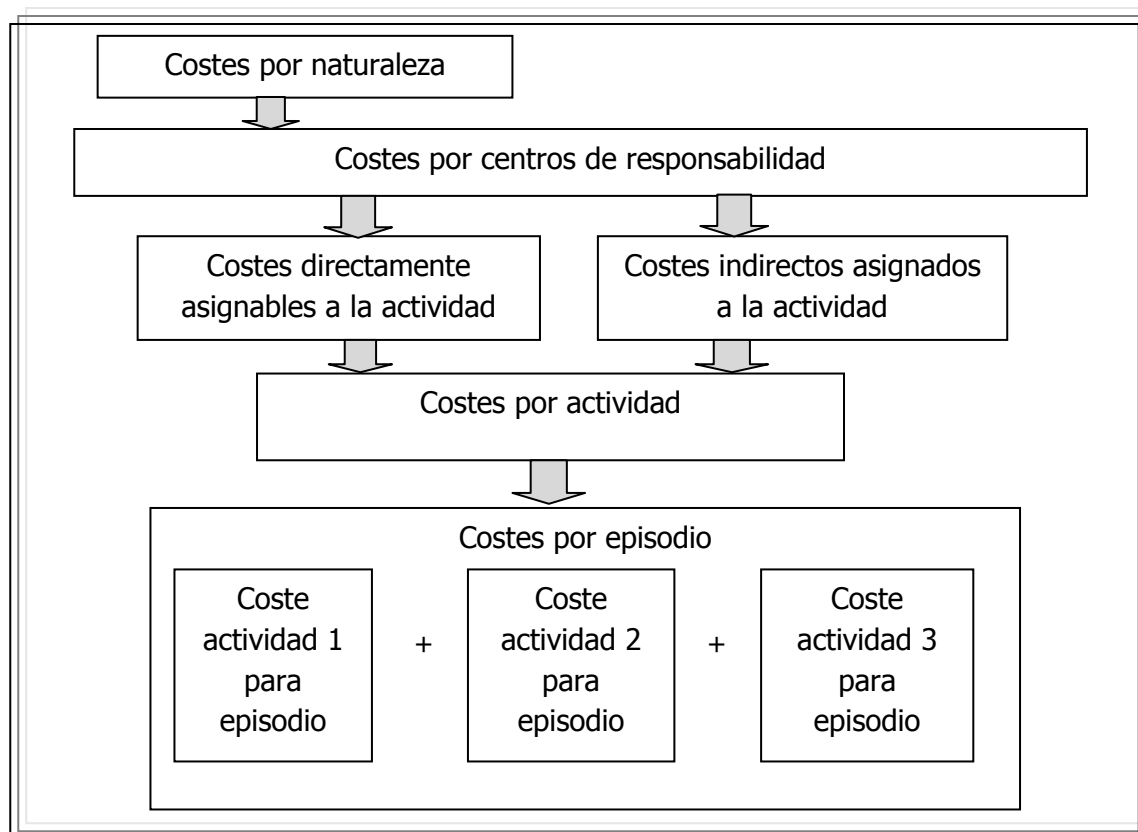 Costes por naturaleza
Costes por centros de responsabilidad
Costes directamente
asignables a la actividad
Costes indirectos asignados
a la actividad
Costes por actividad
Costes por episodio
Coste
actividad 1
para
episodio
+
Coste
actividad 2
para
episodio
+
Coste
actividad 3
para
episodio